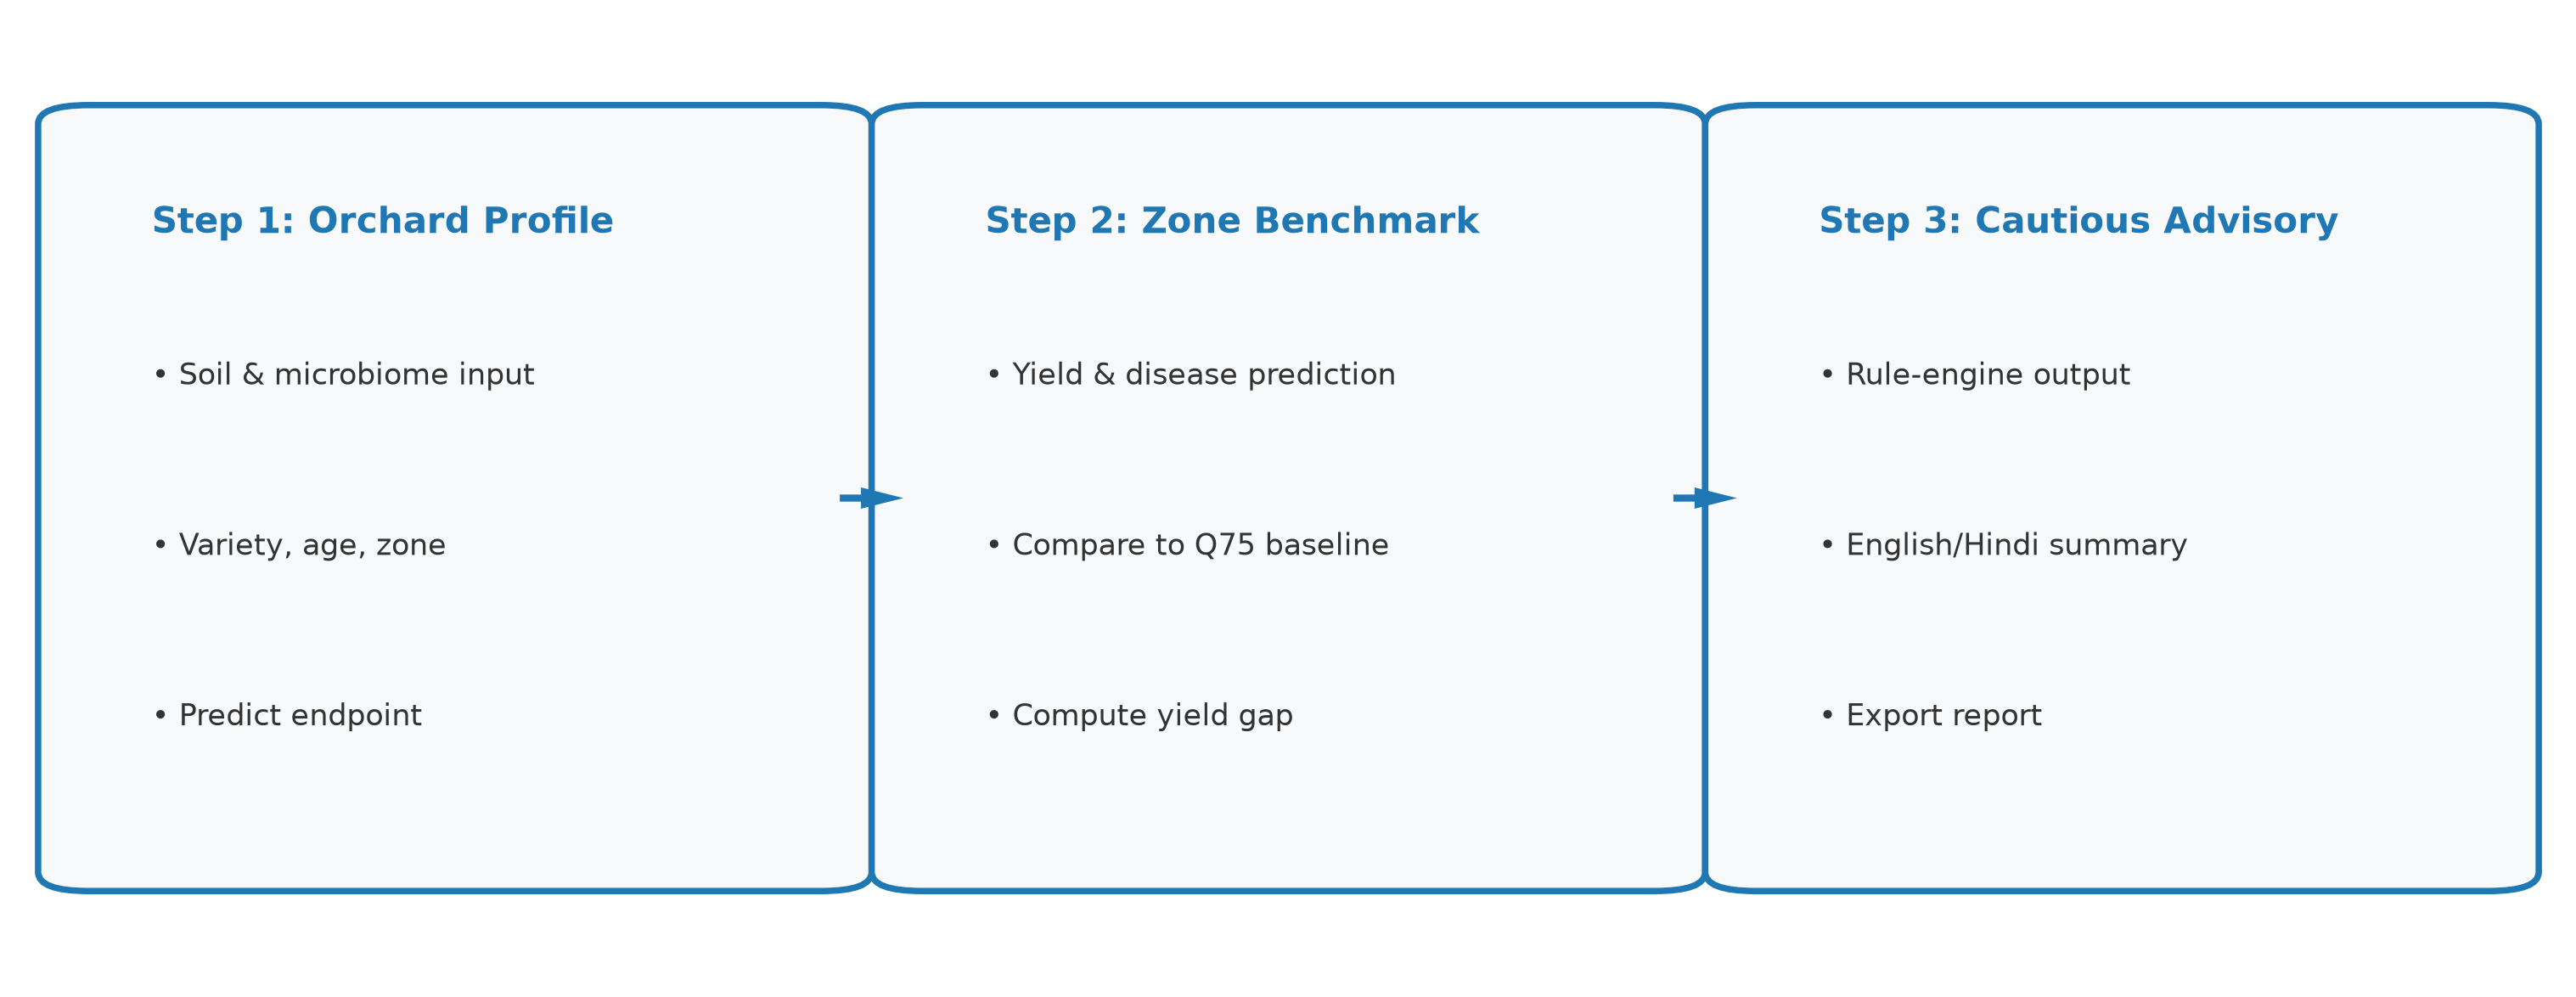 Step 1: Orchard Profile
• Soil & microbiome input
• Variety, age, zone
• Predict endpoint
Step 2: Zone Benchmark
• Yield & disease prediction
• Compare to Q75 baseline
• Compute yield gap
Step 3: Cautious Advisory
• Rule-engine output
• English/Hindi summary
• Export report